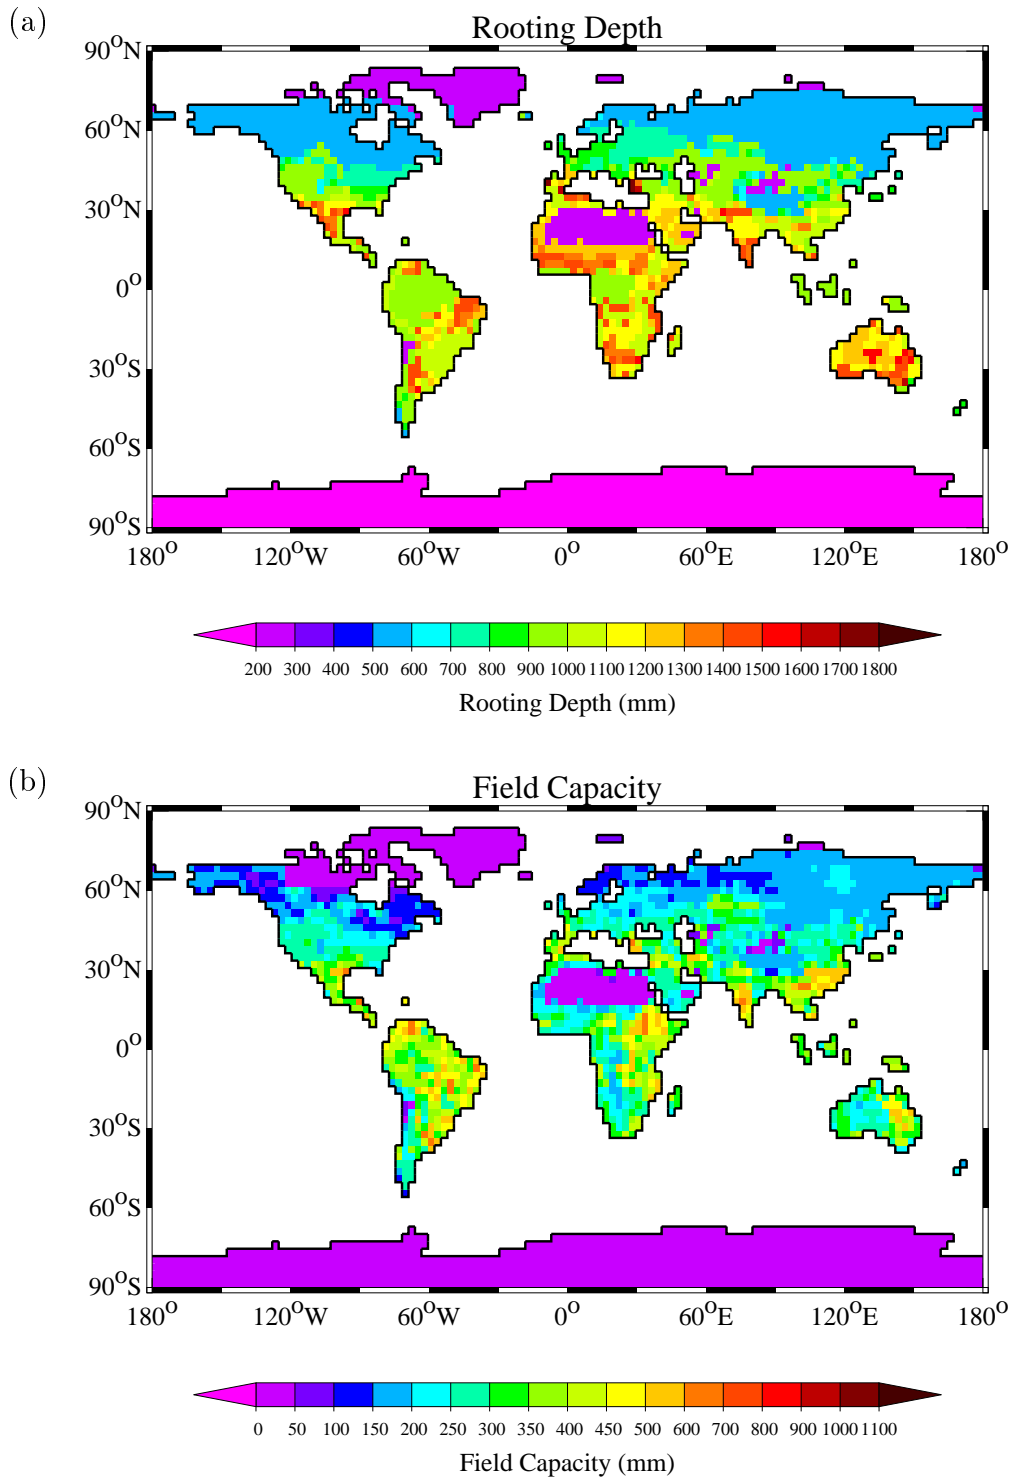 (a)
Rooting Depth
90°N
60°N
30°N
0°
30°S
60°S
90°S
180° 120°W 60°W 0° 60°E 120°E 180°
200 300 400 500 600 700 800 900 1000 1100 1200 1300 1400 1500 1600 1700 1800
Rooting Depth (mm)
(b)
Field Capacity
90°N
60°N
30°N
0°
30°S
60°S
90°S
180° 120°W 60°W 0° 60°E 120°E 180°
0 50 100 150 200 250 300 350 400 450 500 600 700 800 900 1000 1100
Field Capacity (mm)